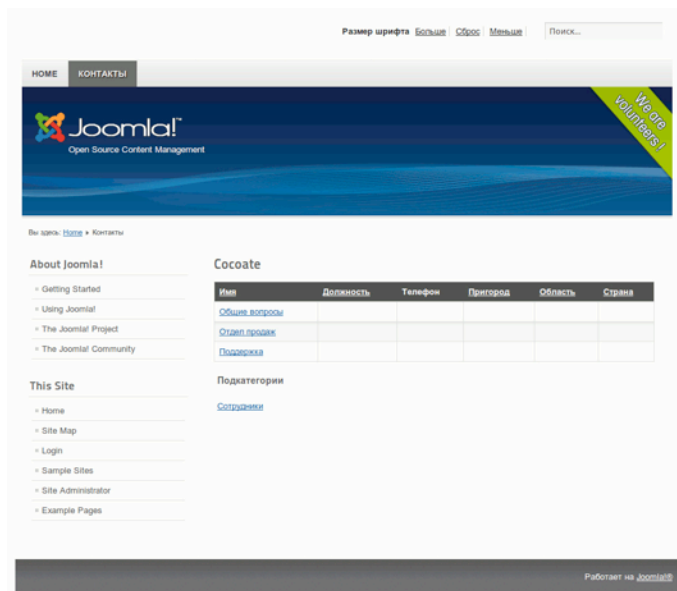 Размер шрифта Больше Сброс Меньше Поиск...
HOME КОНТАКТЫ
Joomla!™
Open Source Content Management
We are
volunteers!
Вы здесь: Home ▸ Контакты
About Joomla!
Getting Started
Using Joomla!
The Joomla! Project
The Joomla! Community
This Site
Home
Site Map
Login
Sample Sites
Site Administrator
Example Pages
Cocoate
Имя Должность Телефон Пригород Область Страна
Общие вопросы
Отдел продаж
Поддержка
Подкатегории
Сотрудники
Работает на Joomla!®